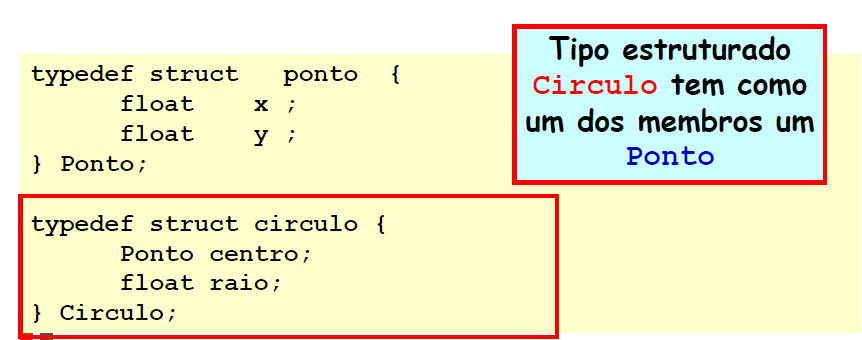 typedef struct ponto {
float x ;
float y ;
} Ponto;
Tipo estruturado
Circulo tem como
um dos membros um
Ponto
typedef struct circulo {
Ponto centro;
float raio;
} Circulo;